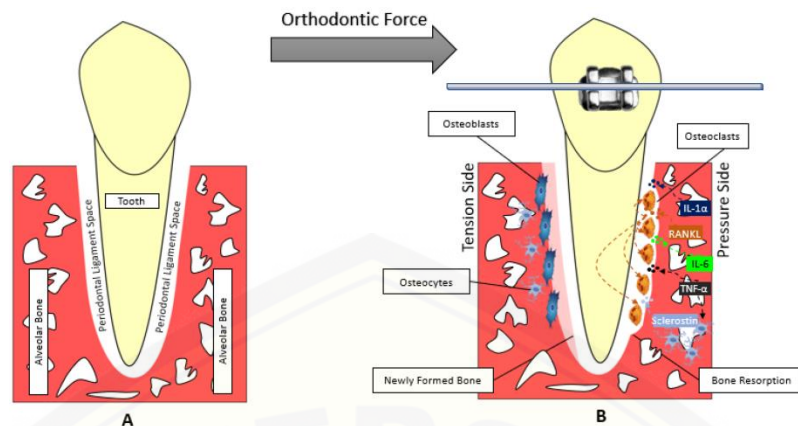 Orthodontic Force
Tooth
Periodontal Ligament Space
Periodontal Ligament Space
Alveolar Bone
Alveolar Bone
A
Osteoblasts
Osteoclasts
Tension Side
Pressure Side
IL-1α
RANKL
IL-6
TNF-α
Osteocytes
Sclerostin
Newly Formed Bone
Bone Resorption
B